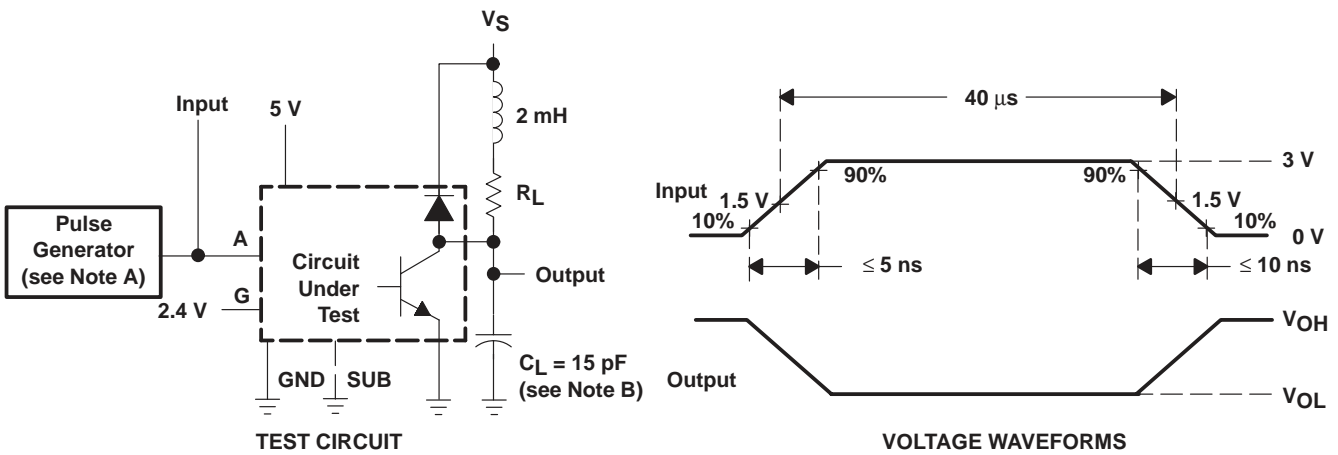 VS
Input
5 V
2 mH
RL
Pulse
Generator
(see Note A)
A
Circuit
Under
Test
Output
2.4 V
G
GND
SUB
CL = 15 pF
(see Note B)
TEST CIRCUIT
40 μs
3 V
90%
90%
Input
1.5 V
1.5 V
10%
10%
0 V
≤ 5 ns
≤ 10 ns
VOH
Output
VOL
VOLTAGE WAVEFORMS